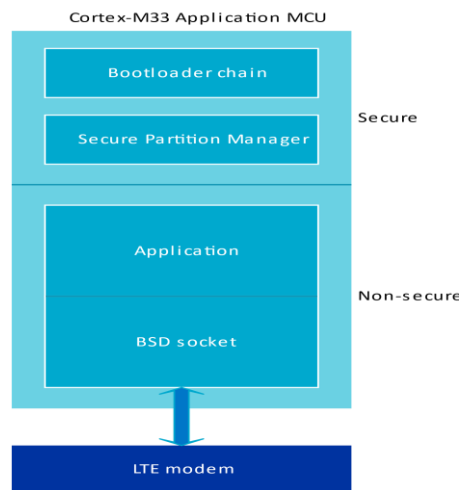 Cortex-M33 Application MCU
Bootloader chain
Secure
Secure Partition Manager
Application
Non-secure
BSD socket
LTE modem